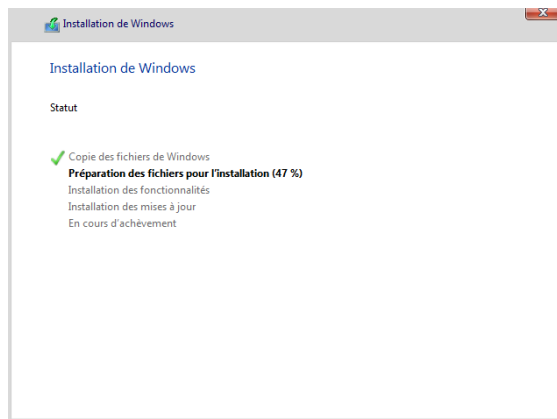 Installation de Windows
Installation de Windows
Statut
Copie des fichiers de Windows
Préparation des fichiers pour l'installation (47 %)
Installation des fonctionnalités
Installation des mises à jour
En cours d'achèvement